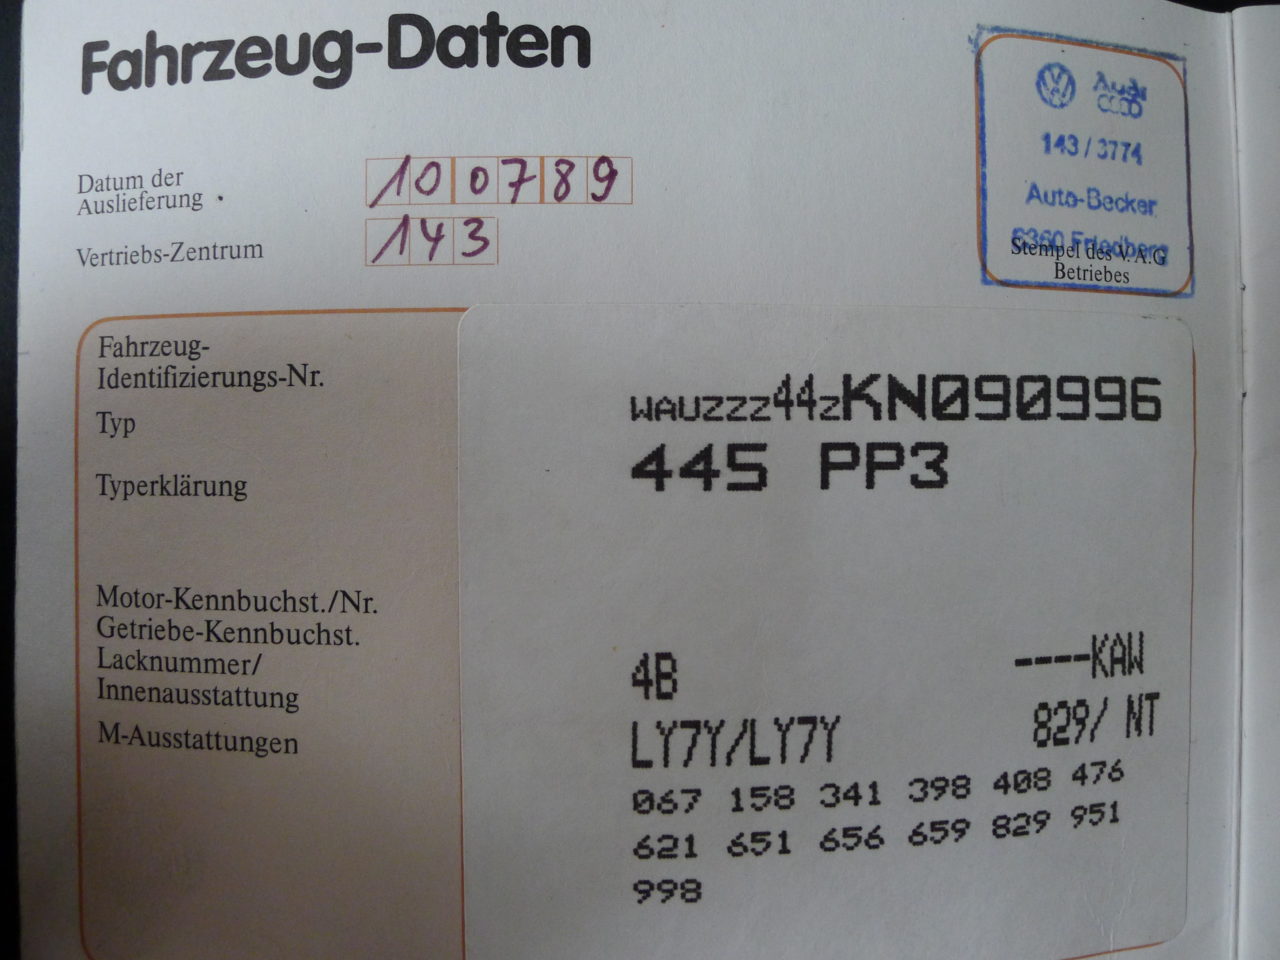 Fahrzeug-Daten
Audi
143/3774
Auto-Becker
6360 Friedberg
Stempel des V.A.G
Betriebes
Datum der
Auslieferung
100789
Vertriebs-Zentrum
143
Fahrzeug-
Identifizierungs-Nr.
WAUZZZ44ZKN090996
Typ
44S PP3
Typerklärung
Motor-Kennbuchst./Nr.
Getriebe-Kennbuchst.
4B ----KAW
Lacknummer/
Innenausstattung
LY7Y/LY7Y 829/ NT
M-Ausstattungen
067 158 341 398 408 476
621 651 656 659 829 951
998